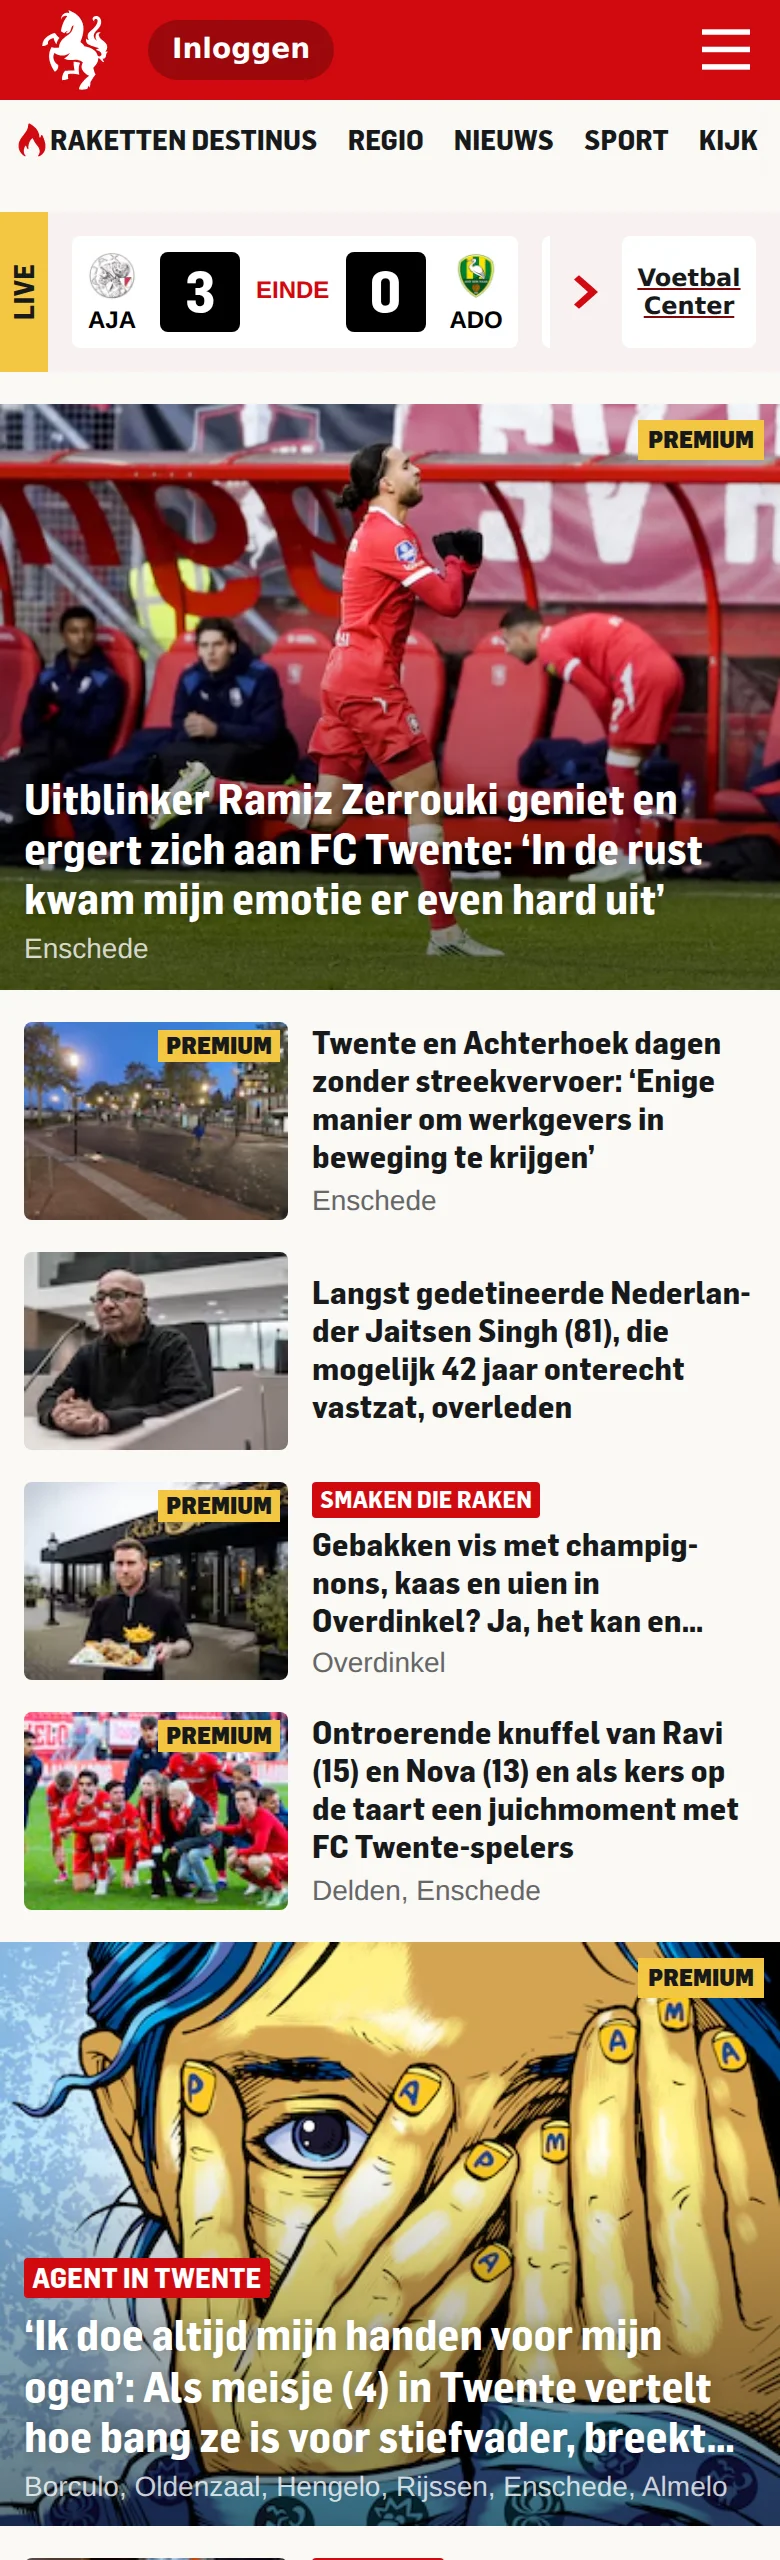 Inloggen
RAKETTEN DESTINUS REGIO NIEUWS SPORT KIJK
LIVE
3 EINDE 0
AJA ADO
Voetbal
Center
PREMIUM
Uitblinker Ramiz Zerrouki geniet en
ergert zich aan FC Twente: ‘In de rust
kwam mijn emotie er even hard uit’
Enschede
PREMIUM
Twente en Achterhoek dagen
zonder streekvervoer: ‘Enige
manier om werkgevers in
beweging te krijgen’
Enschede
Langst gedetineerde Nederlan-
der Jaitsen Singh (81), die
mogelijk 42 jaar onterecht
vastzat, overleden
PREMIUM
SMAKEN DIE RAKEN
Gebakken vis met champig-
nons, kaas en uien in
Overdinkel? Ja, het kan en...
Overdinkel
PREMIUM
Ontroerende knuffel van Ravi
(15) en Nova (13) en als kers op
de taart een juichmoment met
FC Twente-spelers
Delden, Enschede
PREMIUM
P A P A M A M A
AGENT IN TWENTE
‘Ik doe altijd mijn handen voor mijn
ogen’: Als meisje (4) in Twente vertelt
hoe bang ze is voor stiefvader, breekt...
Borculo, Oldenzaal, Hengelo, Rijssen, Enschede, Almelo